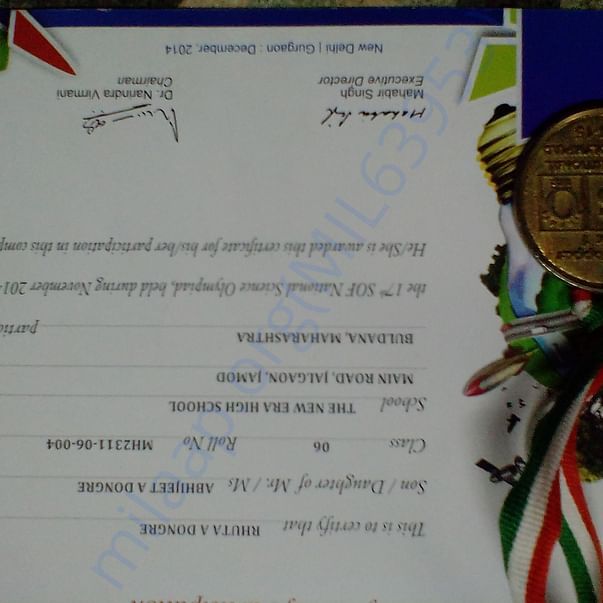 This is to certify that RHUTA A DONGRE
Son / Daughter of Mr. / Ms ABHIJEET A DONGRE
Class 06 Roll No MH2311-06-004
School THE NEW ERA HIGH SCHOOL
MAIN ROAD, JALGAON, JAMOD
BULDANA, MAHARASHTRA
the 17th SOF National Science Olympiad, held during November
He/She is awarded this certificate for his/her participation in this
Mahabir Singh
Executive Director
Dr. Narindra Virmani
Chairman
New Delhi | Gurgaon : December, 2014
milaap.org(MIL63953